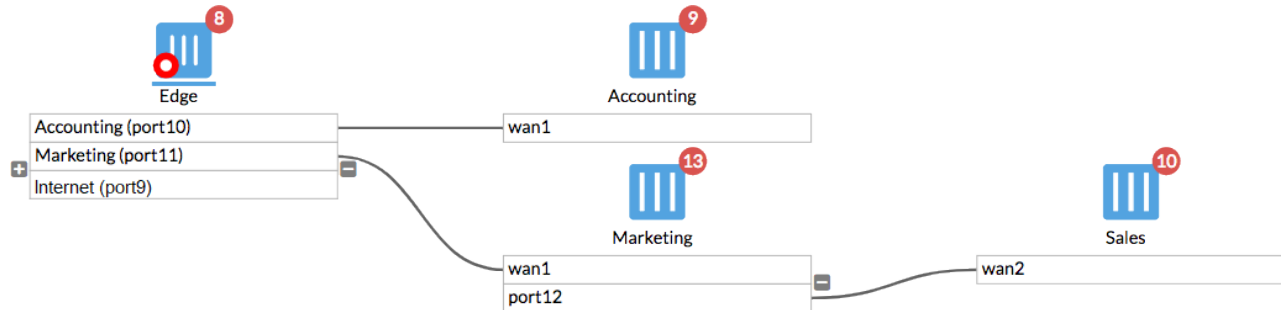 8
Edge
Accounting (port10)
Marketing (port11)
Internet (port9)
9
Accounting
wan1
13
Marketing
wan1
port12
10
Sales
wan2